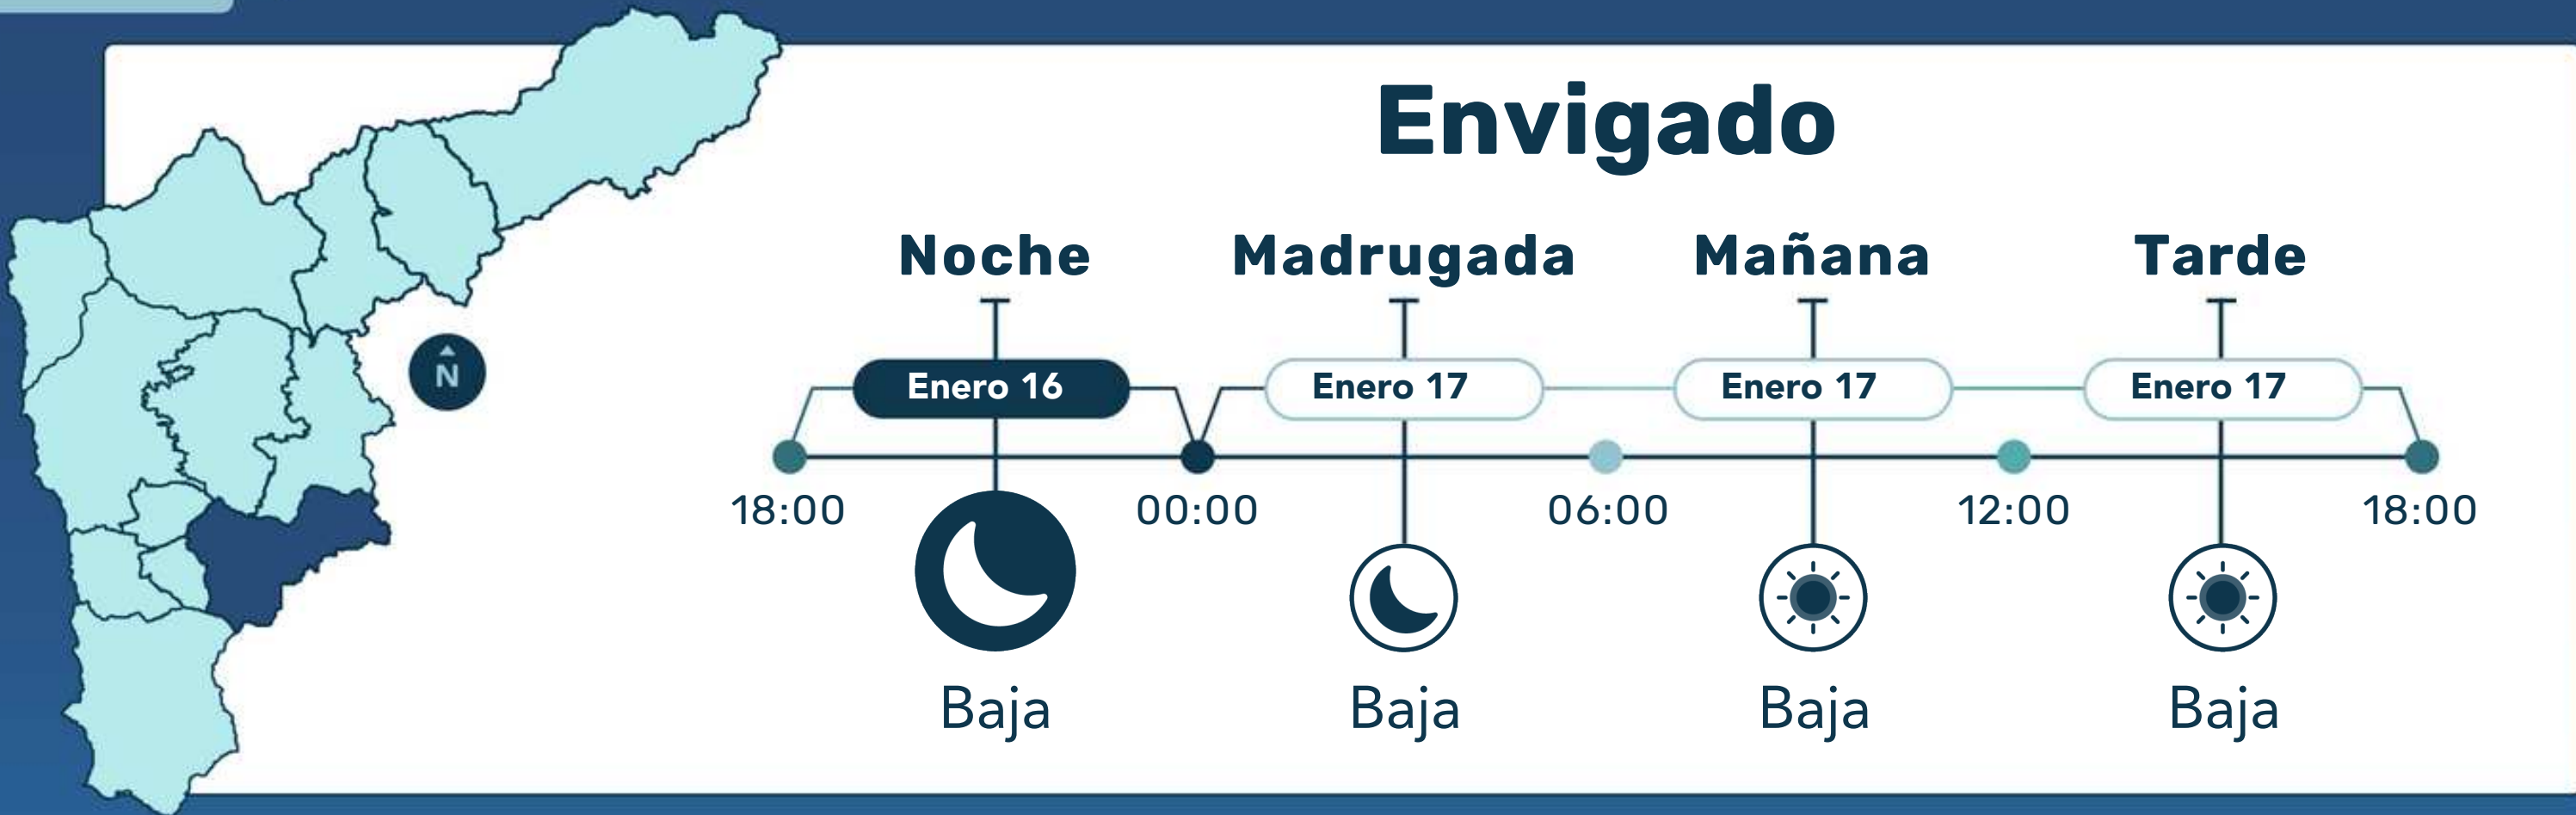 Envigado
Noche Madrugada Mañana Tarde
Enero 16 Enero 17 Enero 17 Enero 17
N
18:00 00:00 06:00 12:00 18:00
Baja Baja Baja Baja